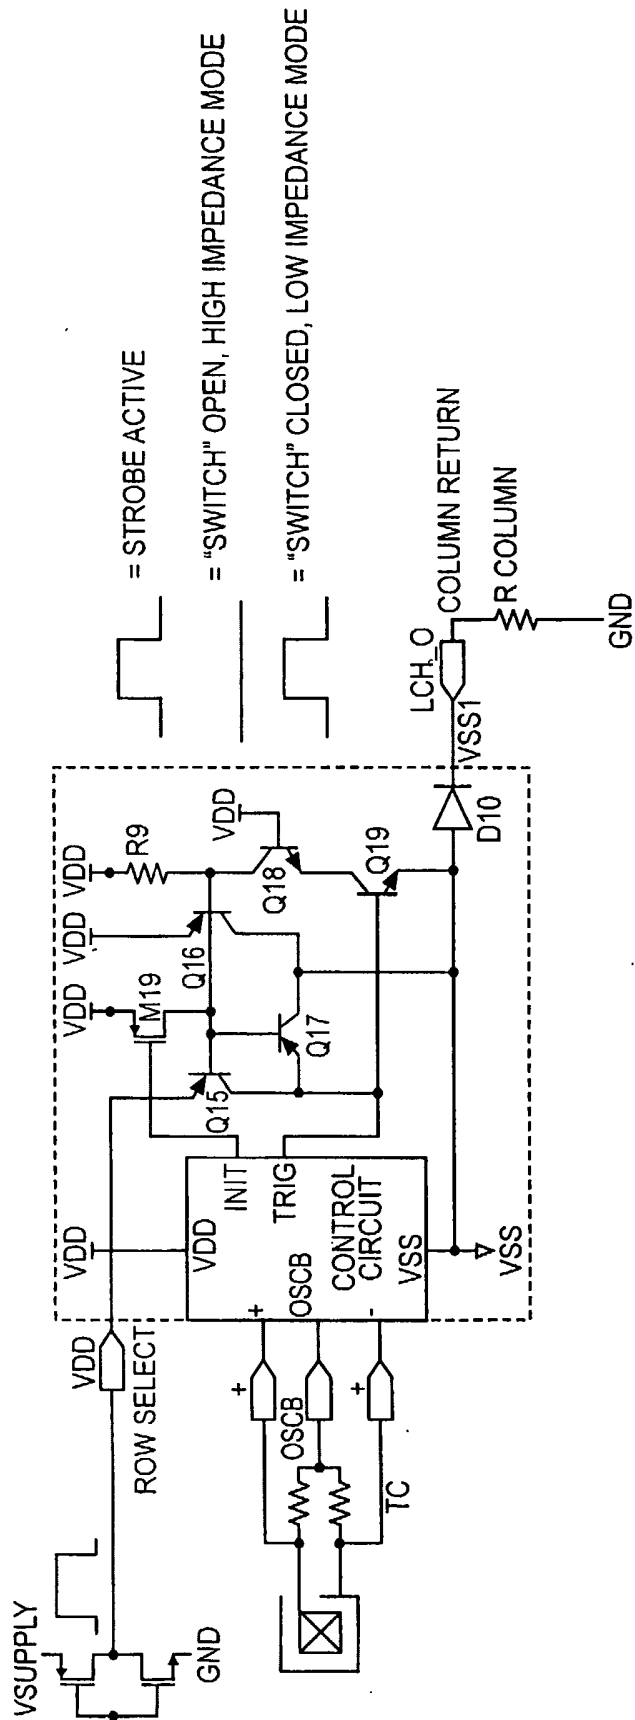 VSUPPLY
GND
VDD
ROW SELECT
+
OSCB
+
TC
VDD
VDD
INIT
TRIG
+
OSCB
-
CONTROL
CIRCUIT
VSS
VSS
VDD
M19
VDD
Q16
VDD
R9
Q15
Q17
Q18
VDD
Q19
D10
VSS1
LCH_O
COLUMN RETURN
R COLUMN
GND
= STROBE ACTIVE
= "SWITCH" OPEN, HIGH IMPEDANCE MODE
= "SWITCH" CLOSED, LOW IMPEDANCE MODE